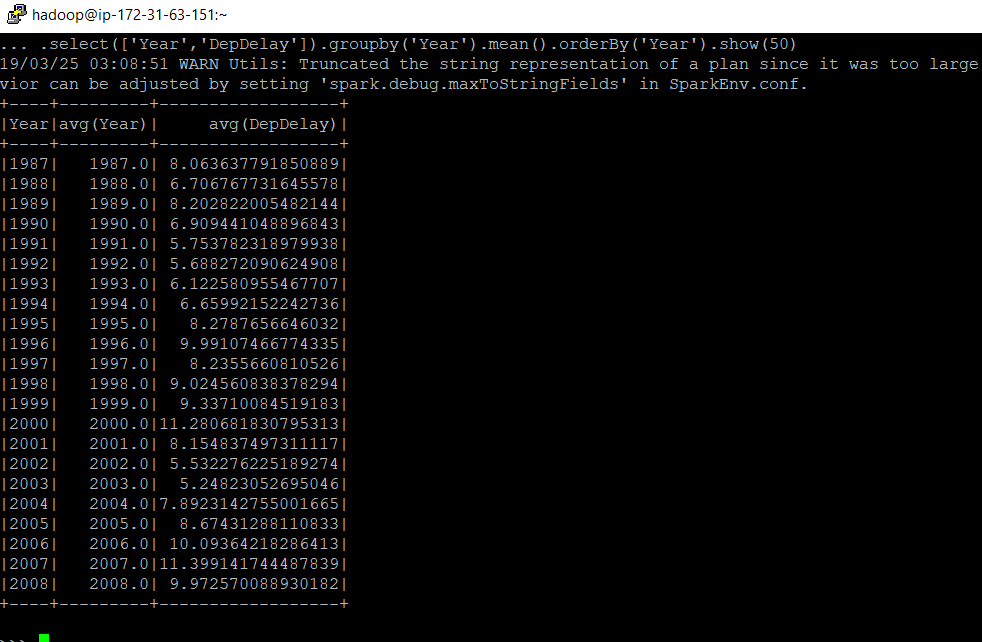 hadoop@ip-172-31-63-151:~
... .select(['Year','DepDelay']).groupby('Year').mean().orderBy('Year').show(50)
19/03/25 03:08:51 WARN Utils: Truncated the string representation of a plan since it was too large
vior can be adjusted by setting 'spark.debug.maxToStringFields' in SparkEnv.conf.
+----+---------+------------------+
|Year|avg(Year)|     avg(DepDelay)|
+----+---------+------------------+
|1987|   1987.0| 8.063637791850889|
|1988|   1988.0| 6.706767731645578|
|1989|   1989.0| 8.202822005482144|
|1990|   1990.0| 6.909441048896843|
|1991|   1991.0| 5.753782318979938|
|1992|   1992.0| 5.688272090624908|
|1993|   1993.0| 6.122580955467707|
|1994|   1994.0|  6.65992152242736|
|1995|   1995.0|   8.2787656646032|
|1996|   1996.0|  9.99107466774335|
|1997|   1997.0|   8.2355660810526|
|1998|   1998.0| 9.024560838378294|
|1999|   1999.0|  9.33710084519183|
|2000|   2000.0|11.280681830795313|
|2001|   2001.0| 8.154837497311117|
|2002|   2002.0| 5.532276225189274|
|2003|   2003.0|  5.24823052695046|
|2004|   2004.0|7.8923142755001665|
|2005|   2005.0|  8.67431288110833|
|2006|   2006.0| 10.09364218286413|
|2007|   2007.0|11.399141744487839|
|2008|   2008.0| 9.972570088930182|
+----+---------+------------------+
>>>